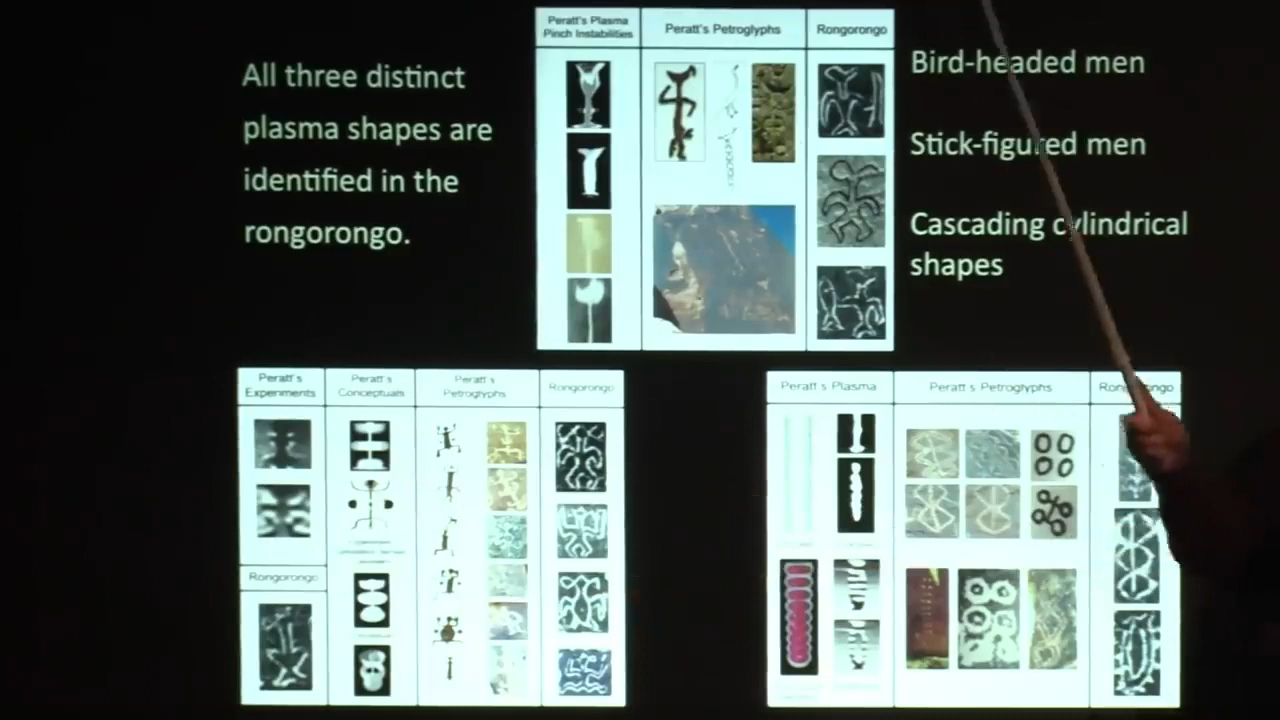 All three distinct
plasma shapes are
identified in the
rongorongo.
Peratt's Plasma
Pinch Instabilities
Peratt's Petroglyphs
Rongorongo
Bird-headed men
Stick-figured men
Cascading cylindrical
shapes
Peratt's
Experiments
Peratt's
Conceptuals
Peratt's
Petroglyphs
Rongorongo
Rongorongo
Peratt's Plasma
Peratt's Petroglyphs